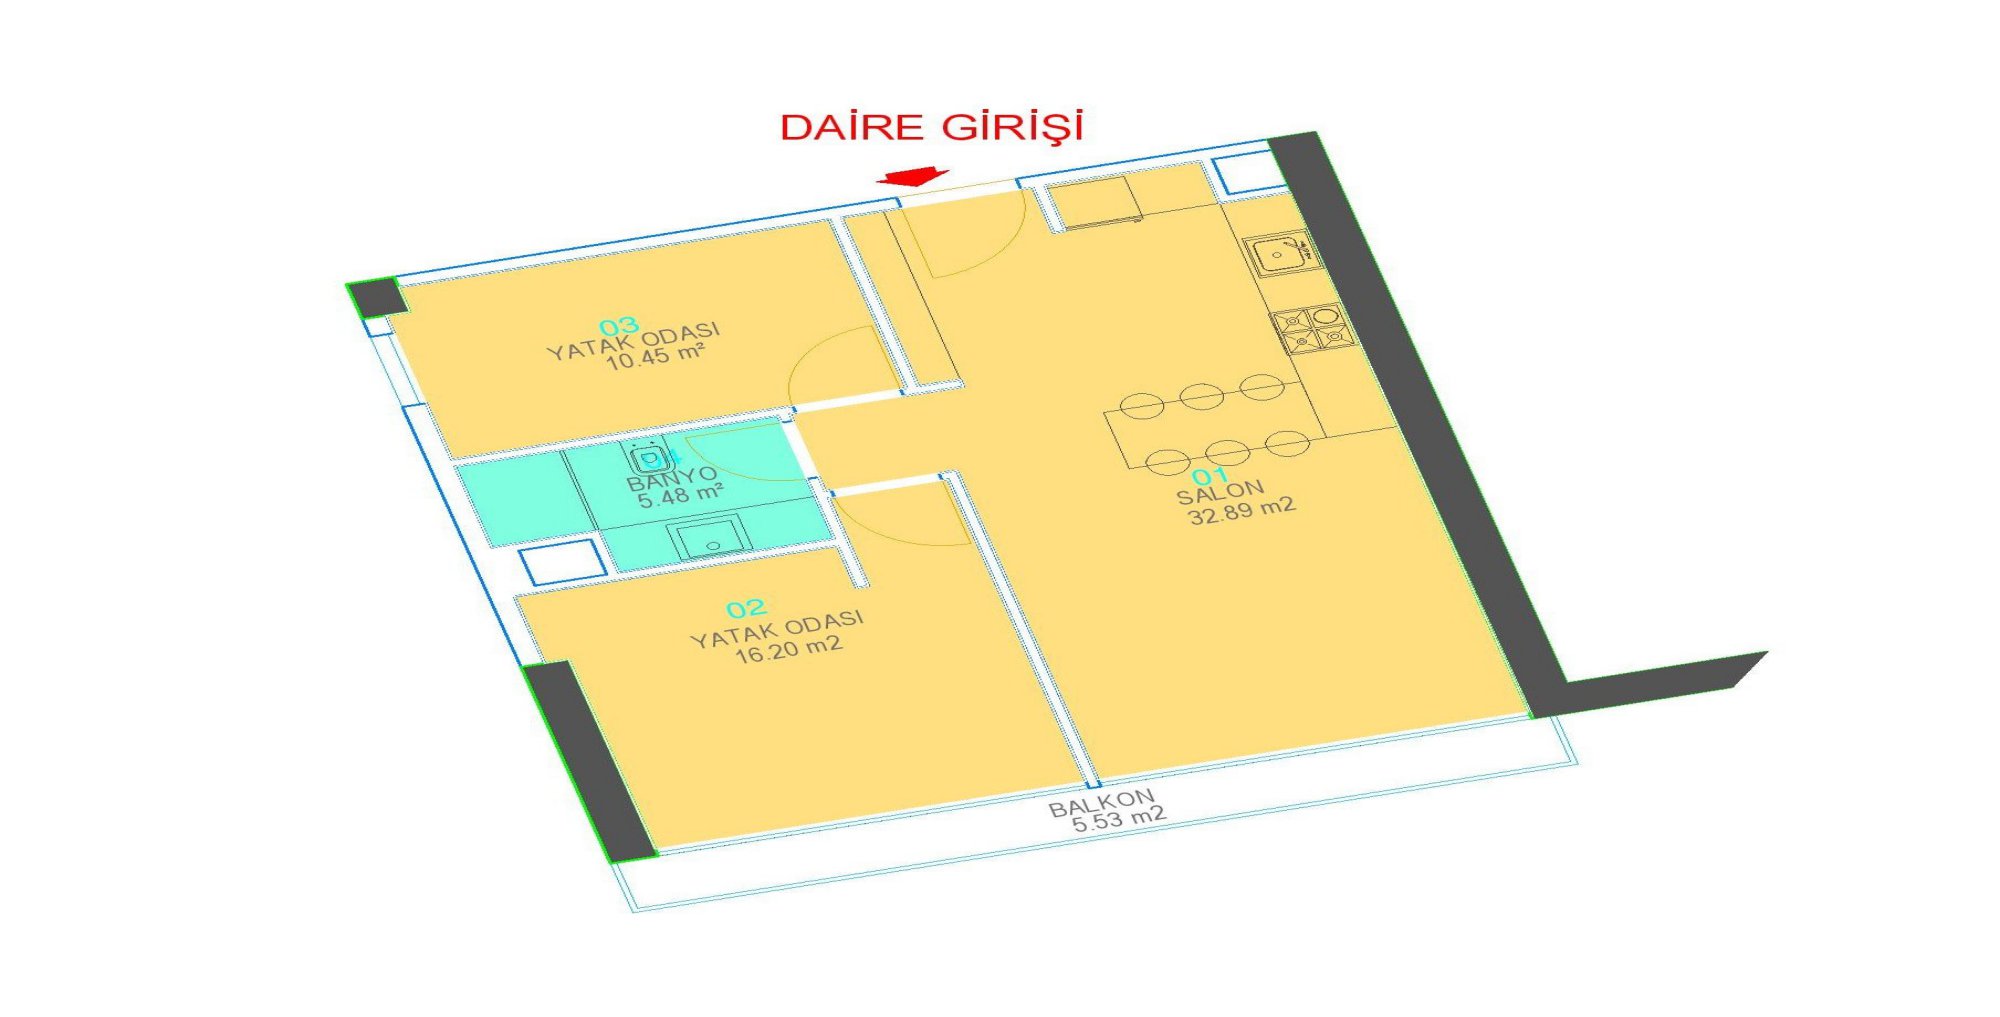 DAİRE GİRİŞİ
03
YATAK ODASI
10.45 m²
04
BANYO
5.48 m²
01
SALON
32.89 m2
02
YATAK ODASI
16.20 m2
BALKON
5.53 m2